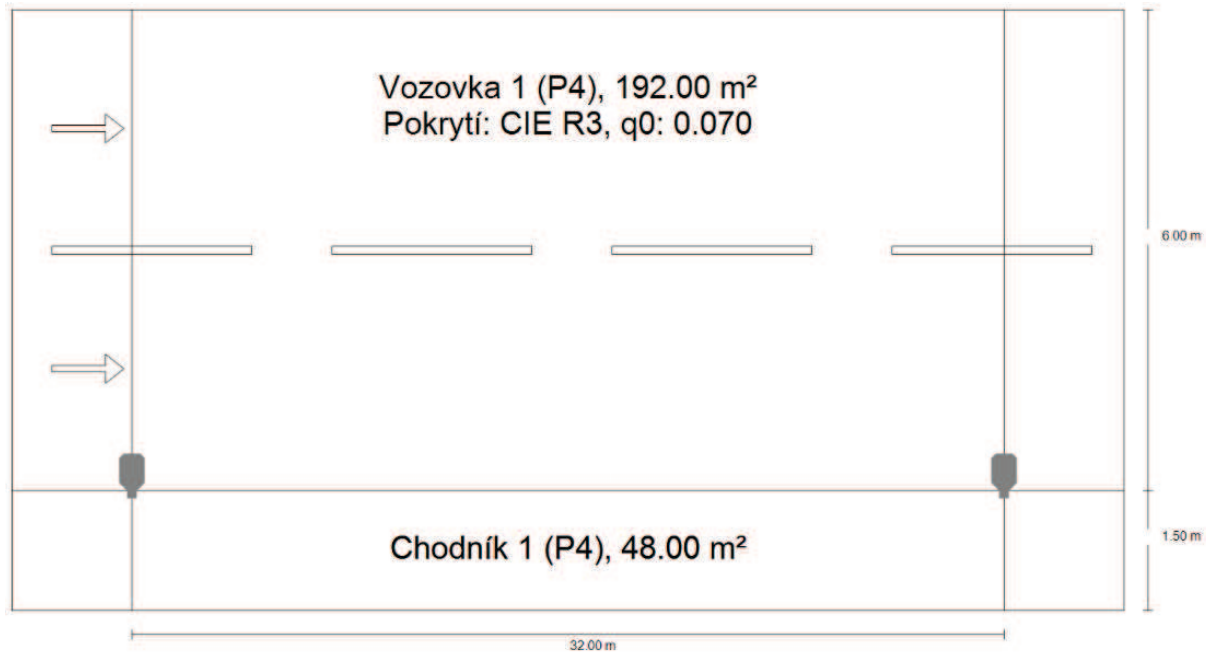 Vozovka 1 (P4), 192.00 m²
Pokrytí: CIE R3, q0: 0.070
6.00 m
Chodník 1 (P4), 48.00 m²
1.50 m
32.00 m